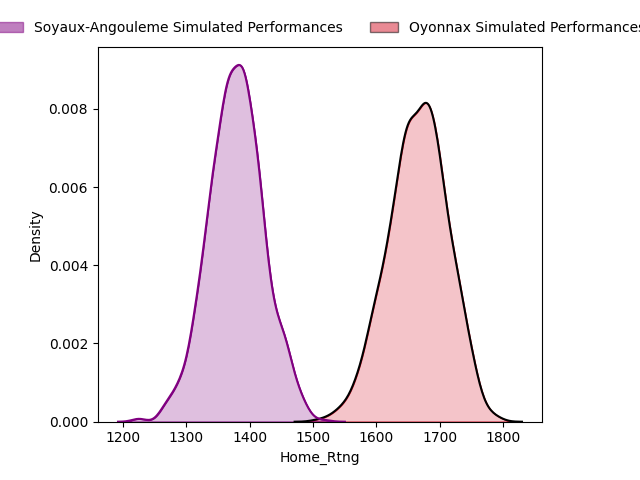 Soyaux-Angouleme Simulated Performances Oyonnax Simulated Performances
0.008
0.006
0.004
0.002
0.000
Density
1200 1300 1400 1500 1600 1700 1800
Home_Rtng